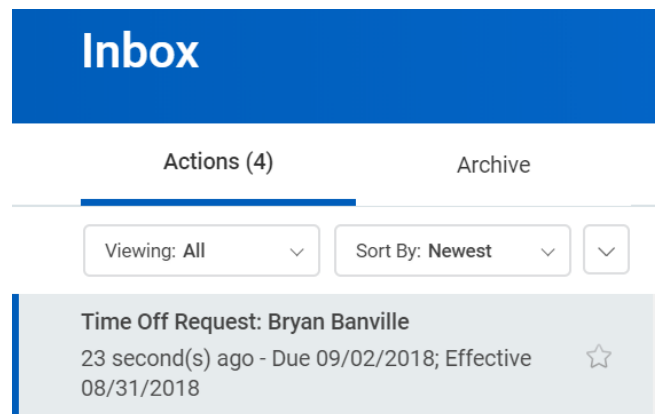 Inbox
Actions (4)
Archive
Viewing: All
Sort By: Newest
Time Off Request: Bryan Banville
23 second(s) ago - Due 09/02/2018; Effective
08/31/2018